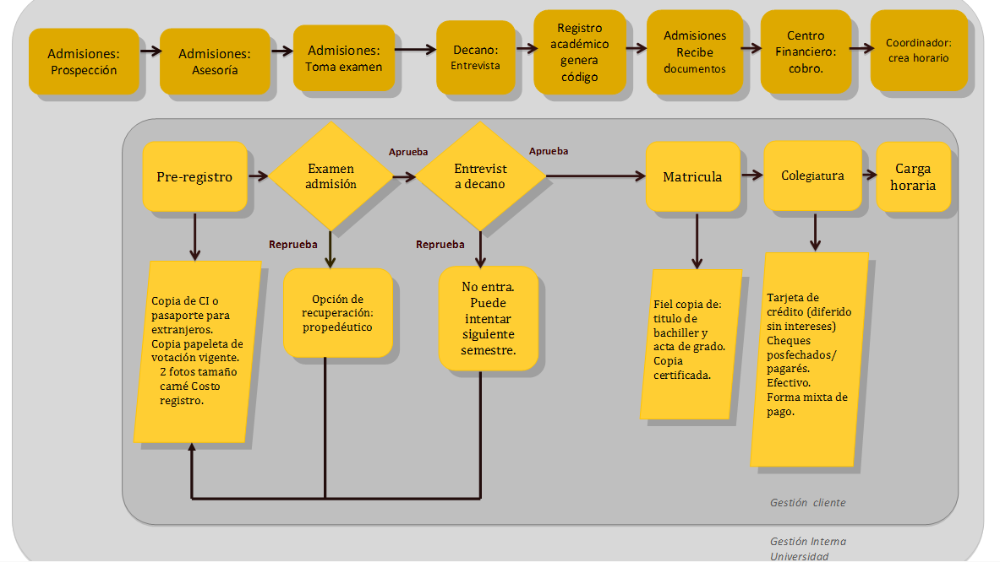 Admisiones:
Prospección
Admisiones:
Asesoría
Admisiones:
Toma examen
Decano:
Entrevista
Registro
académico
genera
código
Admisiones
Recibe
documentos
Centro
Financiero:
cobro.
Coordinador:
crea horario
Pre-registro
Examen
admisión
Aprueba
Entrevist
a decano
Aprueba
Matricula
Colegiatura
Carga
horaria
Reprueba
Reprueba
Copia de CI o
pasaporte para
extranjeros.
Copia papeleta de
votación vigente.
2 fotos tamaño
carné Costo
registro.
Opción de
recuperación:
propedéutico
No entra.
Puede
intentar
siguiente
semestre.
Fiel copia de:
titulo de
bachiller y
acta de grado.
Copia
certificada.
Tarjeta de
crédito (diferido
sin intereses)
Cheques
posfechados/
pagarés.
Efectivo.
Forma mixta de
pago.
Gestión cliente
Gestión Interna
Universidad